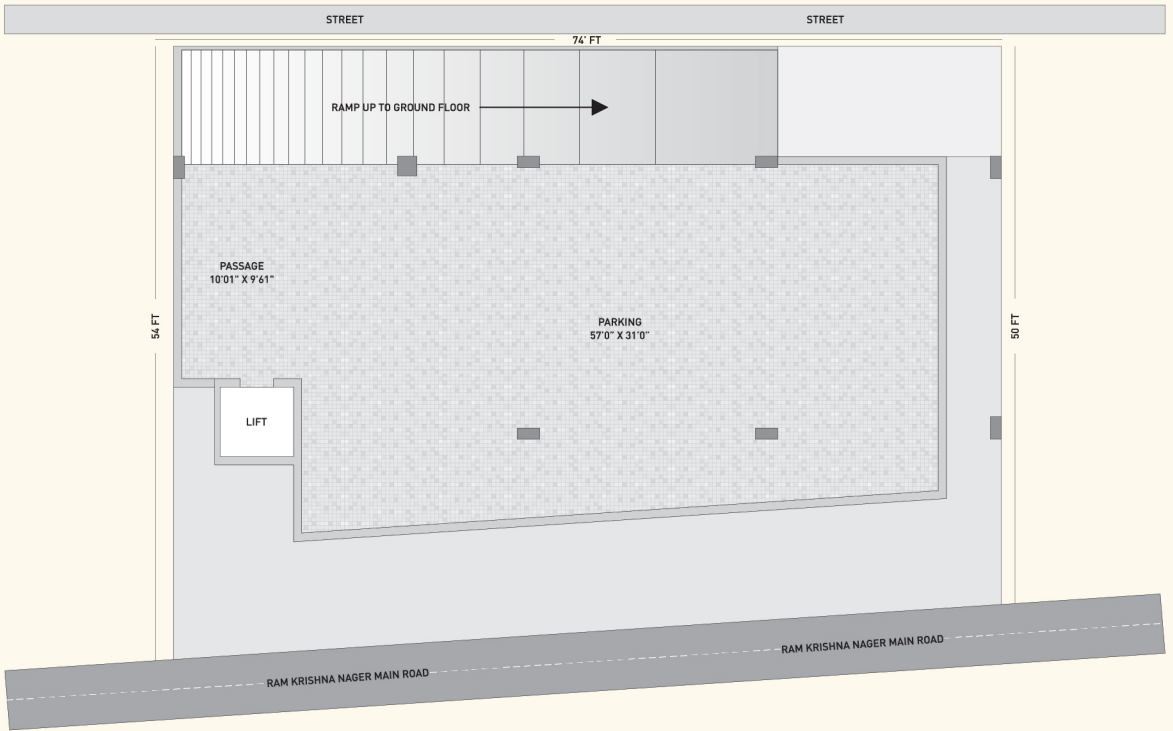 STREET
STREET
74' FT
RAMP UP TO GROUND FLOOR
PASSAGE
10'01" X 9'61"
54 FT
PARKING
57'0" X 31'0"
50 FT
LIFT
RAM KRISHNA NAGER MAIN ROAD
RAM KRISHNA NAGER MAIN ROAD